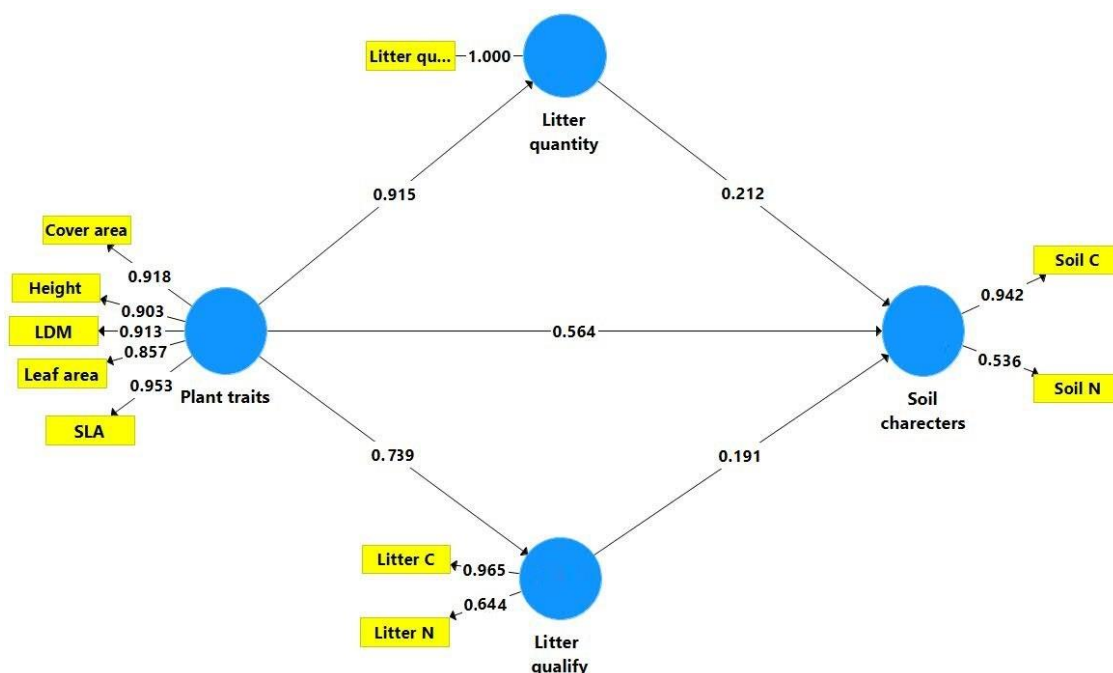 Litter qu...
1.000
Litter
quantity
0.915
0.212
Cover area
0.918
Height
0.903
LDM
0.913
Leaf area
0.857
SLA
0.953
Plant traits
0.564
Soil C
0.942
Soil N
0.536
Soil
charecters
0.739
0.191
Litter C
0.965
Litter N
0.644
Litter
qualify